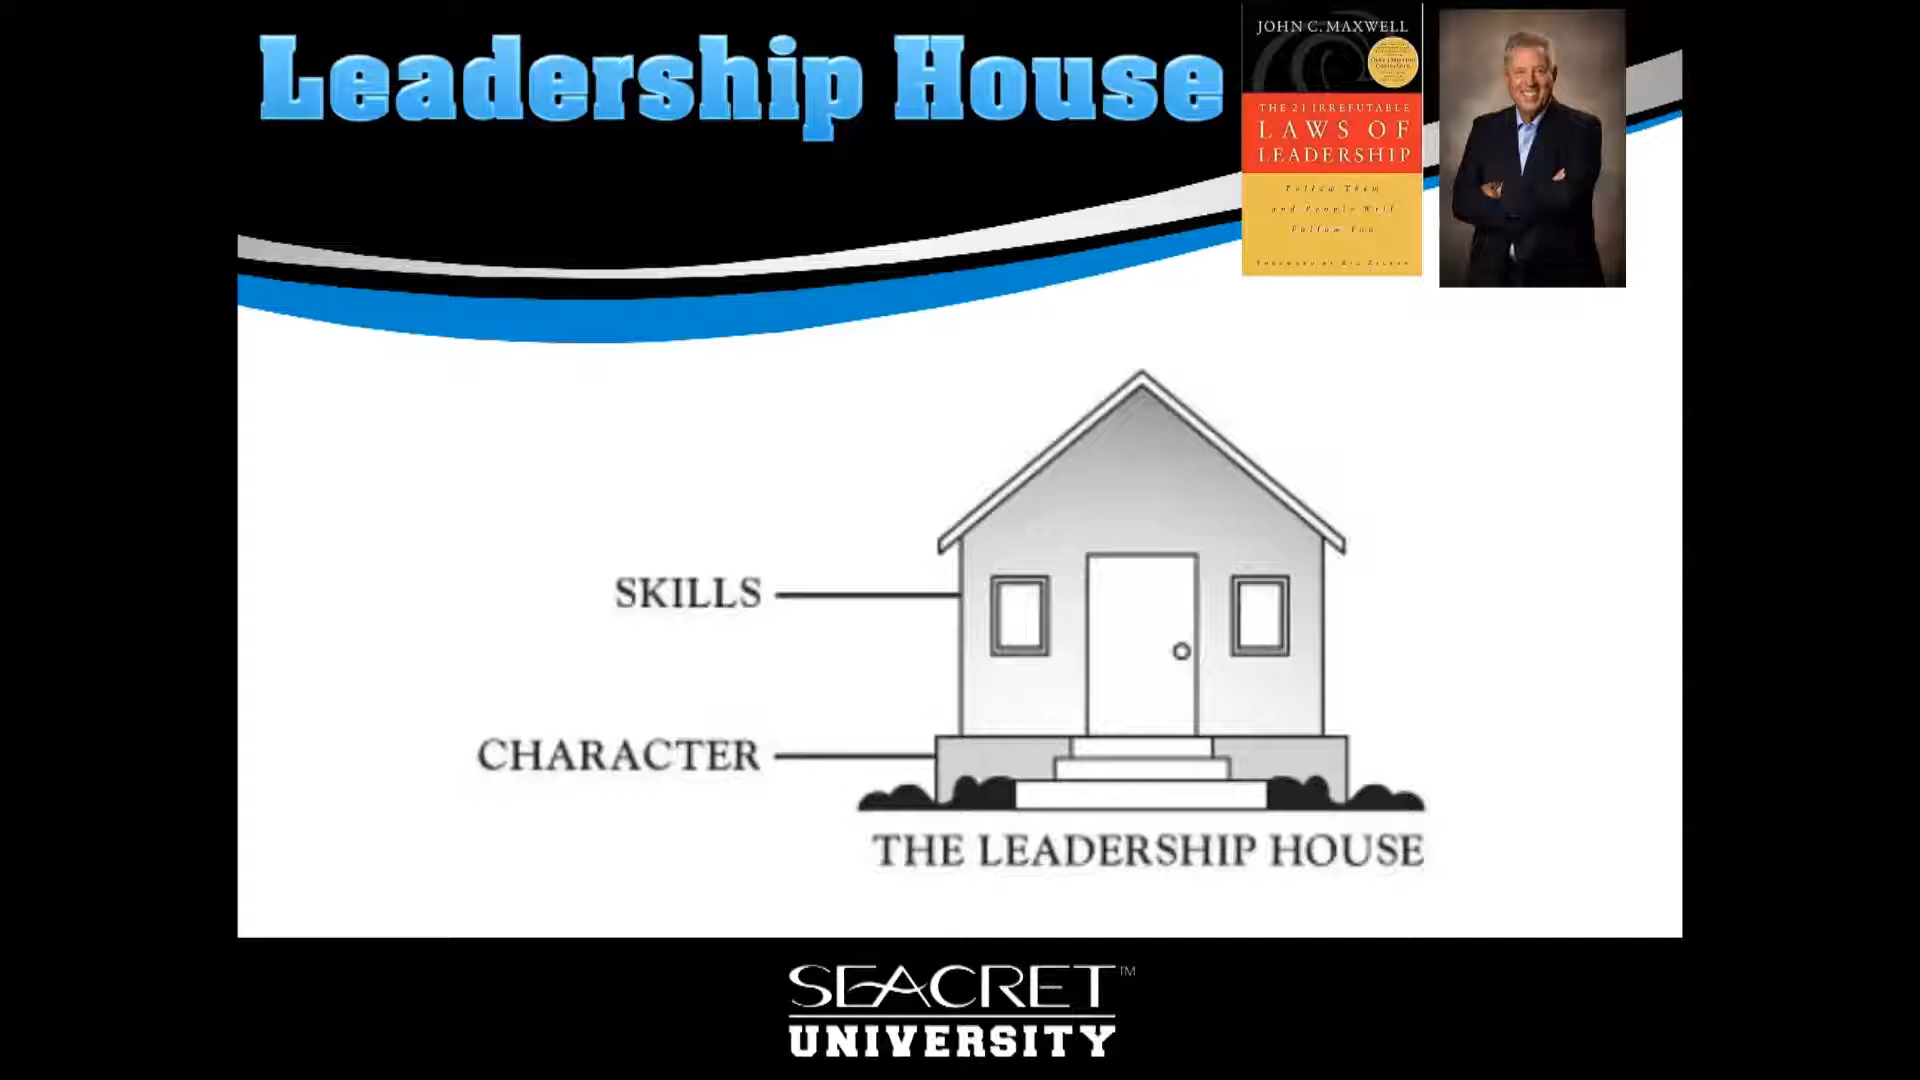 Leadership House
JOHN C. MAXWELL
THE 21 IRREFUTABLE
LAWS OF
LEADERSHIP
Follow Them
and People Will
Follow You
SKILLS
CHARACTER
THE LEADERSHIP HOUSE
SEACRET™
UNIVERSITY